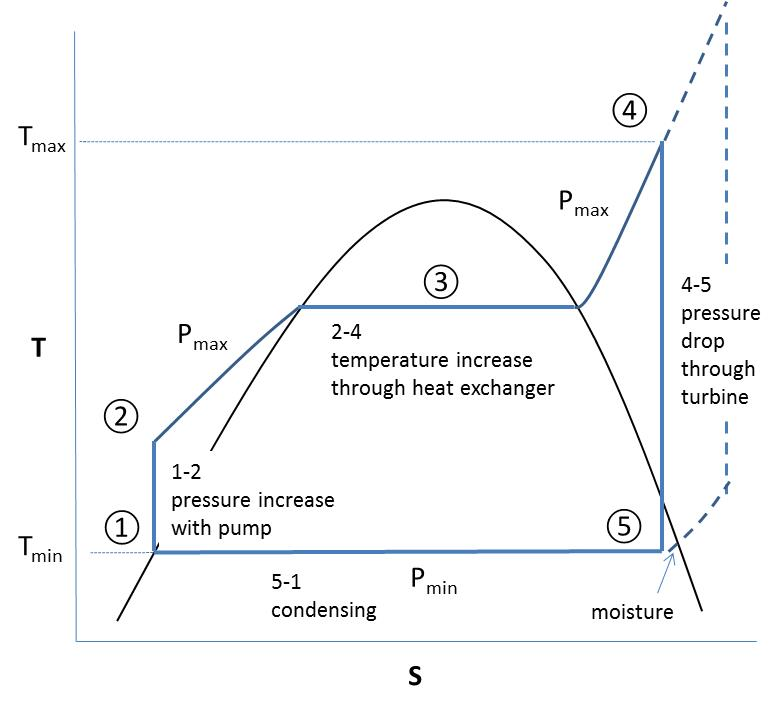 ④
Tmax
Pmax
③
4-5
pressure
drop
through
turbine
Pmax
2-4
temperature increase
through heat exchanger
T
②
1-2
pressure increase
with pump
①
⑤
Tmin
5-1
condensing
Pmin
moisture
S